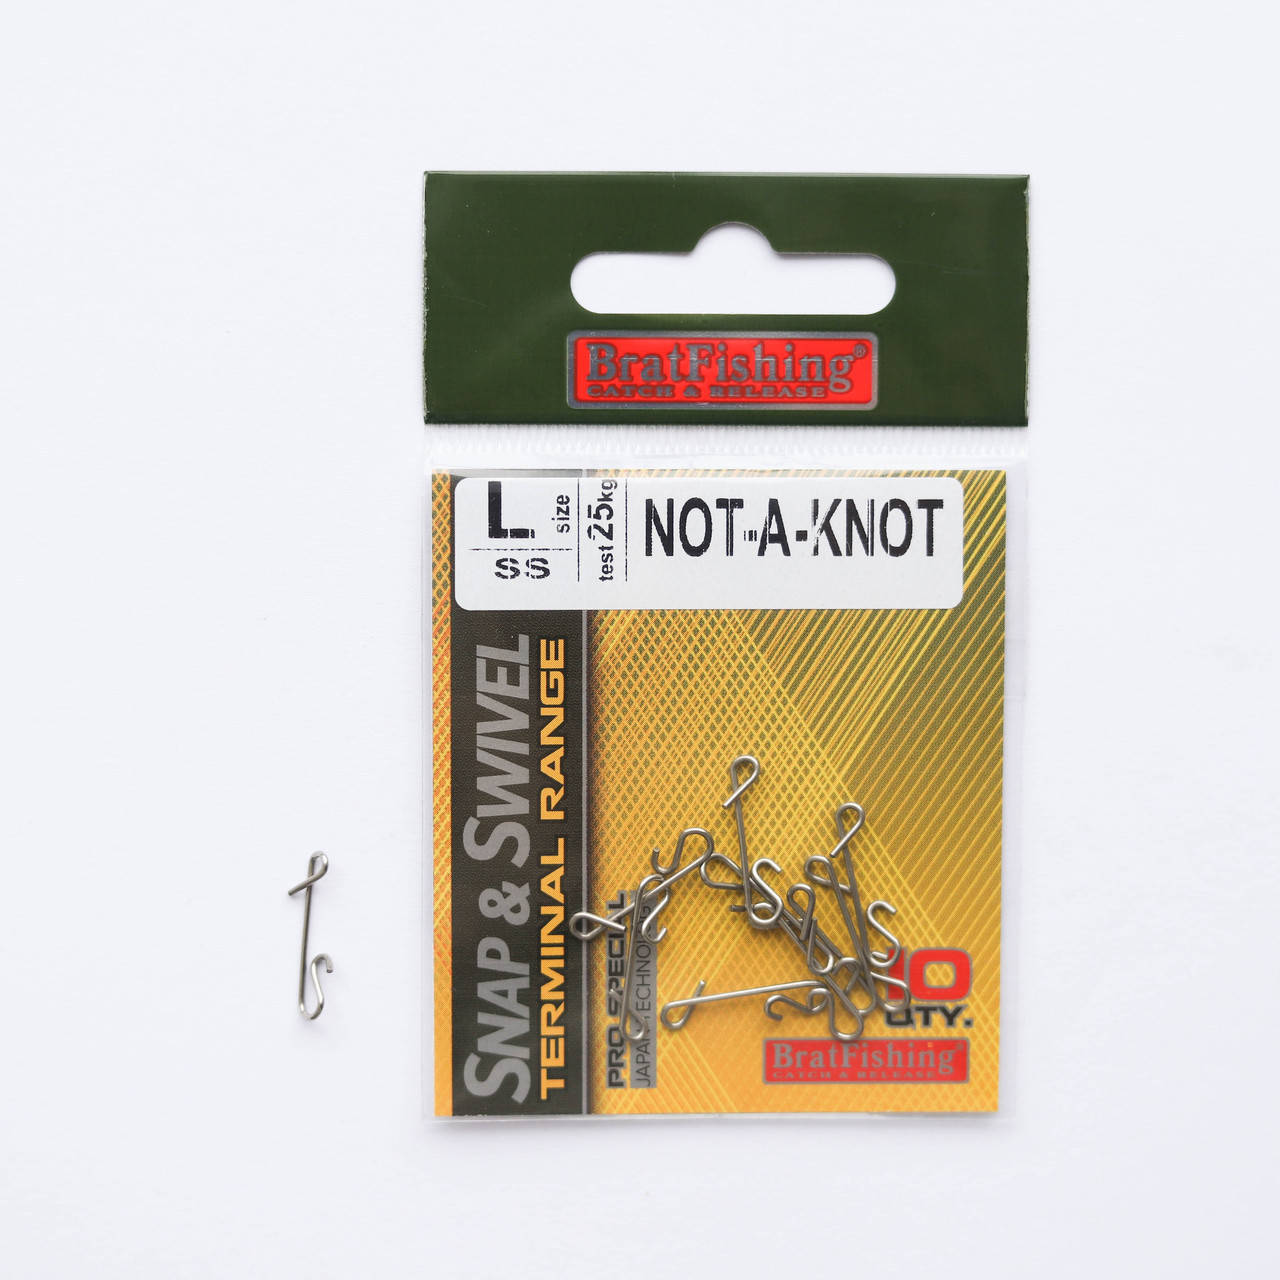 BratFishing®
CATCH & RELEASE
L
size
SS
test 25kg
NOT-A-KNOT
SNAP & SWIVEL
TERMINAL RANGE
PRO SPECIAL
10
QTY.
BratFishing®
CATCH & RELEASE